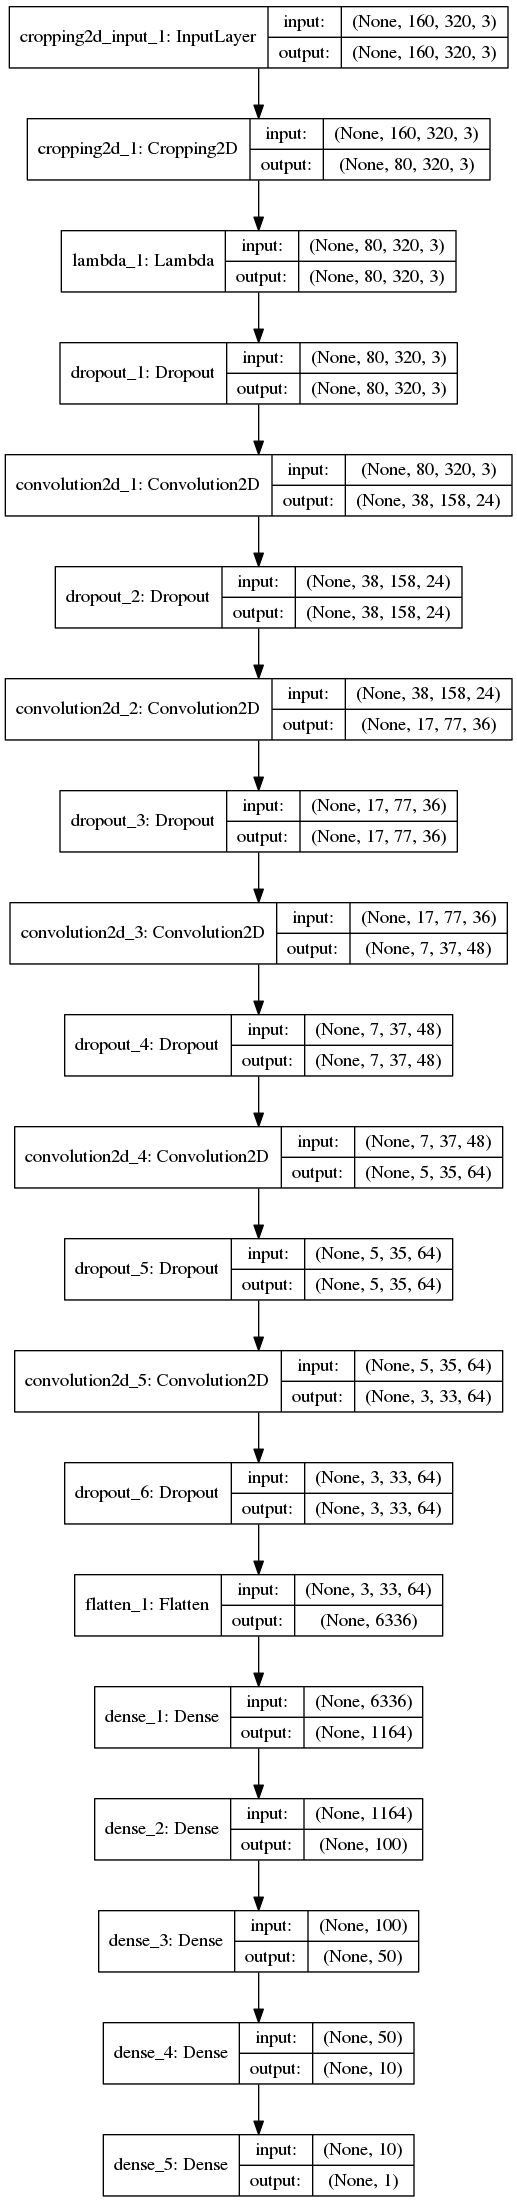 cropping2d_input_1: InputLayer input: (None, 160, 320, 3)
output: (None, 160, 320, 3)
cropping2d_1: Cropping2D input: (None, 160, 320, 3)
output: (None, 80, 320, 3)
lambda_1: Lambda input: (None, 80, 320, 3)
output: (None, 80, 320, 3)
dropout_1: Dropout input: (None, 80, 320, 3)
output: (None, 80, 320, 3)
convolution2d_1: Convolution2D input: (None, 80, 320, 3)
output: (None, 38, 158, 24)
dropout_2: Dropout input: (None, 38, 158, 24)
output: (None, 38, 158, 24)
convolution2d_2: Convolution2D input: (None, 38, 158, 24)
output: (None, 17, 77, 36)
dropout_3: Dropout input: (None, 17, 77, 36)
output: (None, 17, 77, 36)
convolution2d_3: Convolution2D input: (None, 17, 77, 36)
output: (None, 7, 37, 48)
dropout_4: Dropout input: (None, 7, 37, 48)
output: (None, 7, 37, 48)
convolution2d_4: Convolution2D input: (None, 7, 37, 48)
output: (None, 5, 35, 64)
dropout_5: Dropout input: (None, 5, 35, 64)
output: (None, 5, 35, 64)
convolution2d_5: Convolution2D input: (None, 5, 35, 64)
output: (None, 3, 33, 64)
dropout_6: Dropout input: (None, 3, 33, 64)
output: (None, 3, 33, 64)
flatten_1: Flatten input: (None, 3, 33, 64)
output: (None, 6336)
dense_1: Dense input: (None, 6336)
output: (None, 1164)
dense_2: Dense input: (None, 1164)
output: (None, 100)
dense_3: Dense input: (None, 100)
output: (None, 50)
dense_4: Dense input: (None, 50)
output: (None, 10)
dense_5: Dense input: (None, 10)
output: (None, 1)